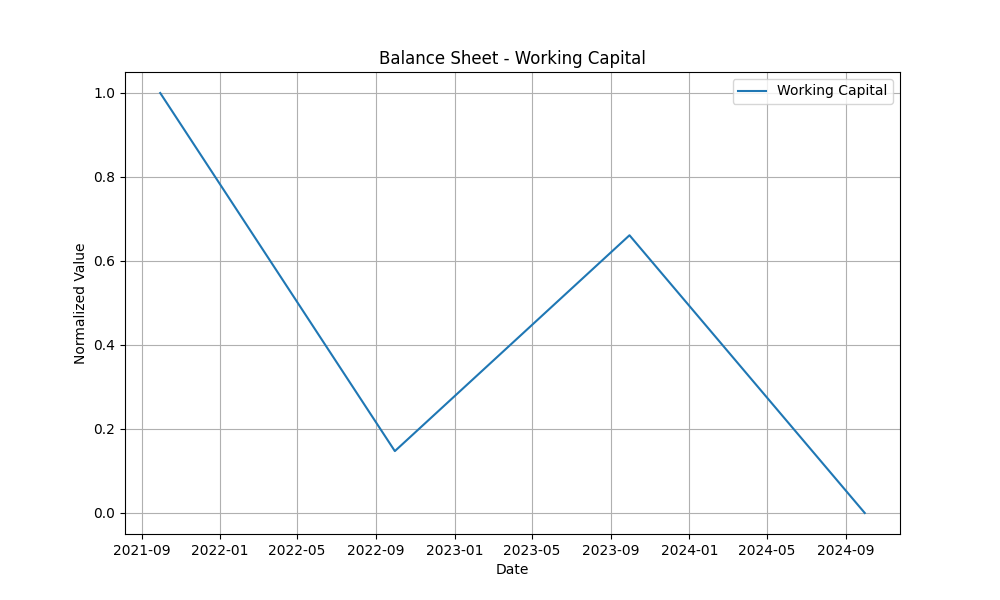 Balance Sheet - Working Capital
Working Capital
1.0
0.8
0.6
0.4
0.2
0.0
Normalized Value
2021-09 2022-01 2022-05 2022-09 2023-01 2023-05 2023-09 2024-01 2024-05 2024-09
Date